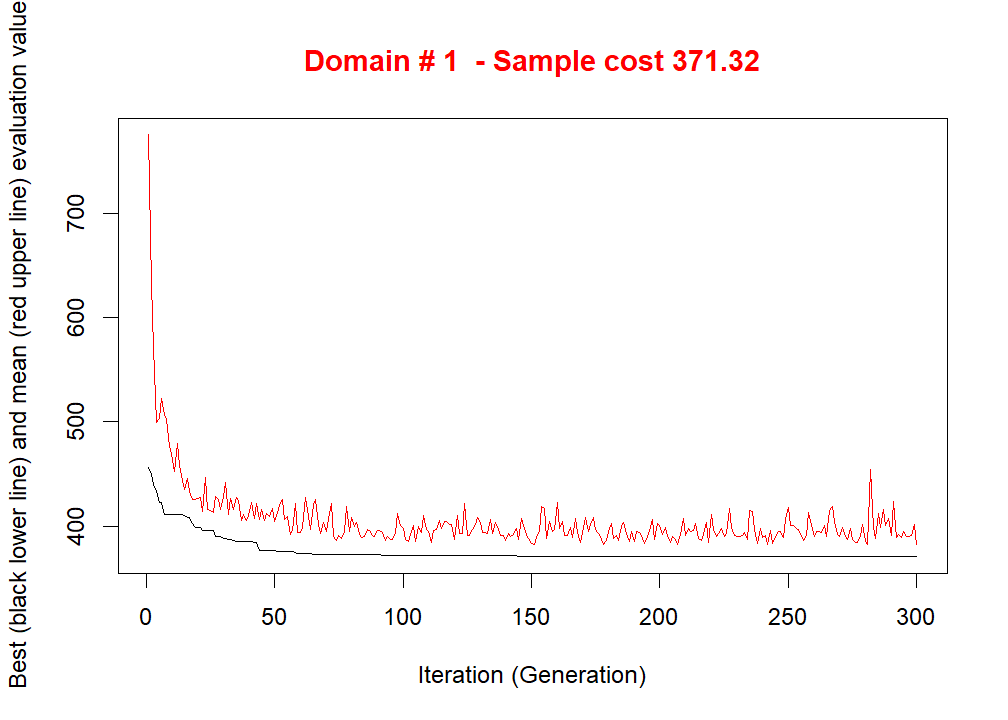 Domain # 1  - Sample cost 371.32
Best (black lower line) and mean (red upper line) evaluation value
700
600
500
400
0 50 100 150 200 250 300
Iteration (Generation)